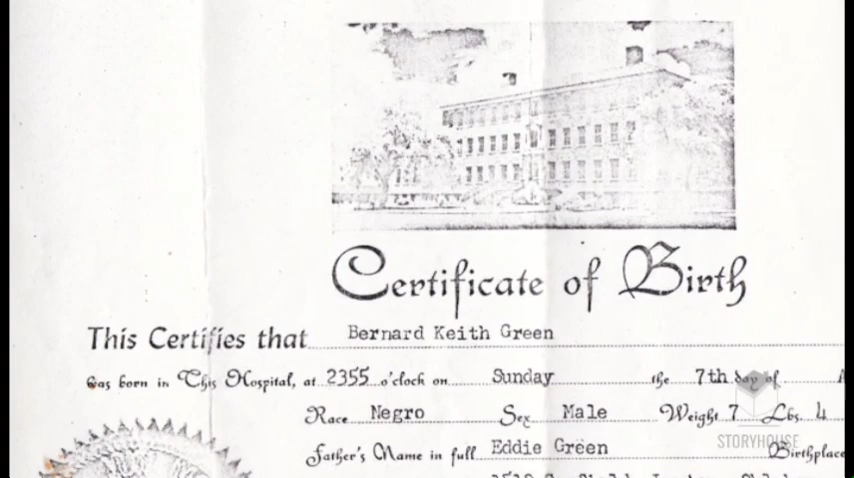 Certificate of Birth
This Certifies that Bernard Keith Green
was born in This Hospital, at 2355 o'clock on Sunday the 7th day of A
Race Negro Sex Male Weight 7 Lbs. 4
STORYHOUSE
Father's Name in full Eddie Green Birthplace